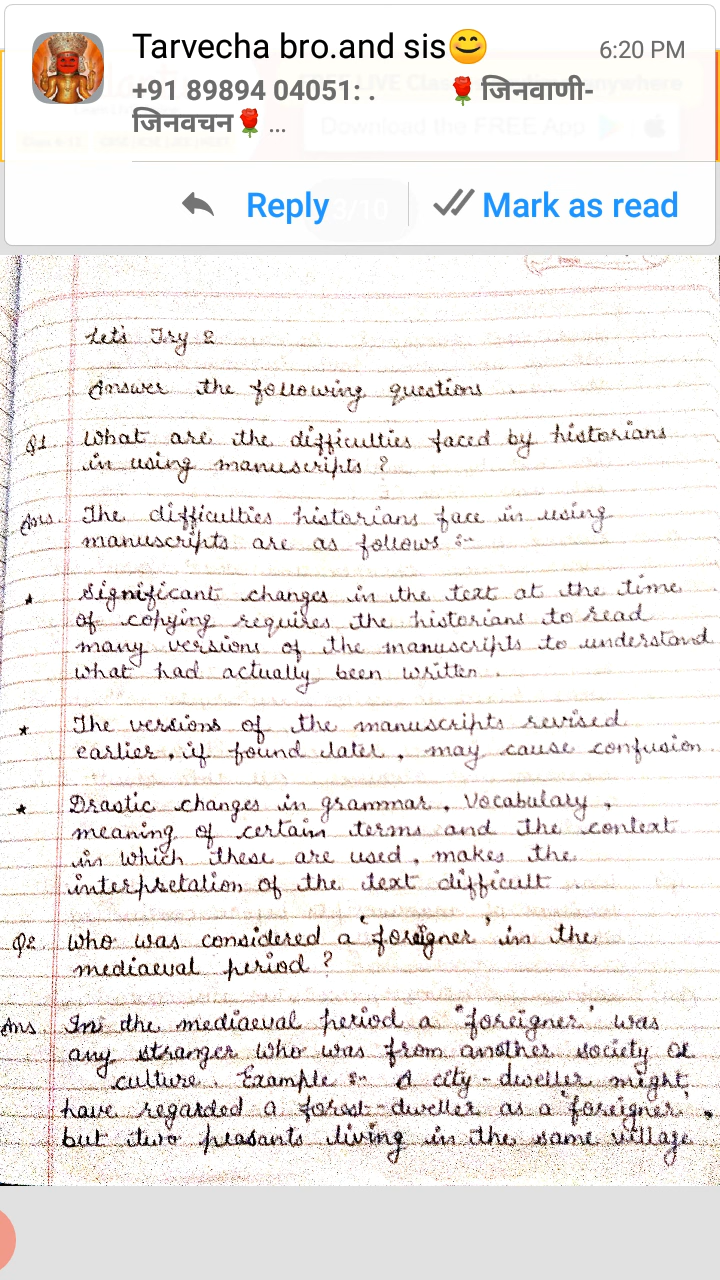 Tarvecha bro.and sis😊 6:20 PM
+91 89894 04051: . 🌹 जिनवाणी-
जिनवचन🌹...
Download the FREE App
Reply 3/10 Mark as read
Let's Try 2
Answer the following questions
Q1 What are the difficulties faced by historians
in using manuscripts ?
Ans. The difficulties historians face in using
manuscripts are as follows :-
★ Significant changes in the text at the time
of copying requires the historians to read
many versions of the manuscripts to understand
what had actually been written .
★ The versions of the manuscripts revised
earlier , if found later , may cause confusion .
★ Drastic changes in grammar , vocabulary ,
meaning of certain terms and the context
in which these are used , makes the
interpretation of the text difficult .
Q2. Who was considered a 'foreigner' in the
mediaeval period ?
Ans. In the mediaeval period a "foreigner' was
any stranger who was from another society or
culture . Example :- A city - dweller might
have regarded a forest - dweller as a 'foreigner' .
but two peasants living in the same village